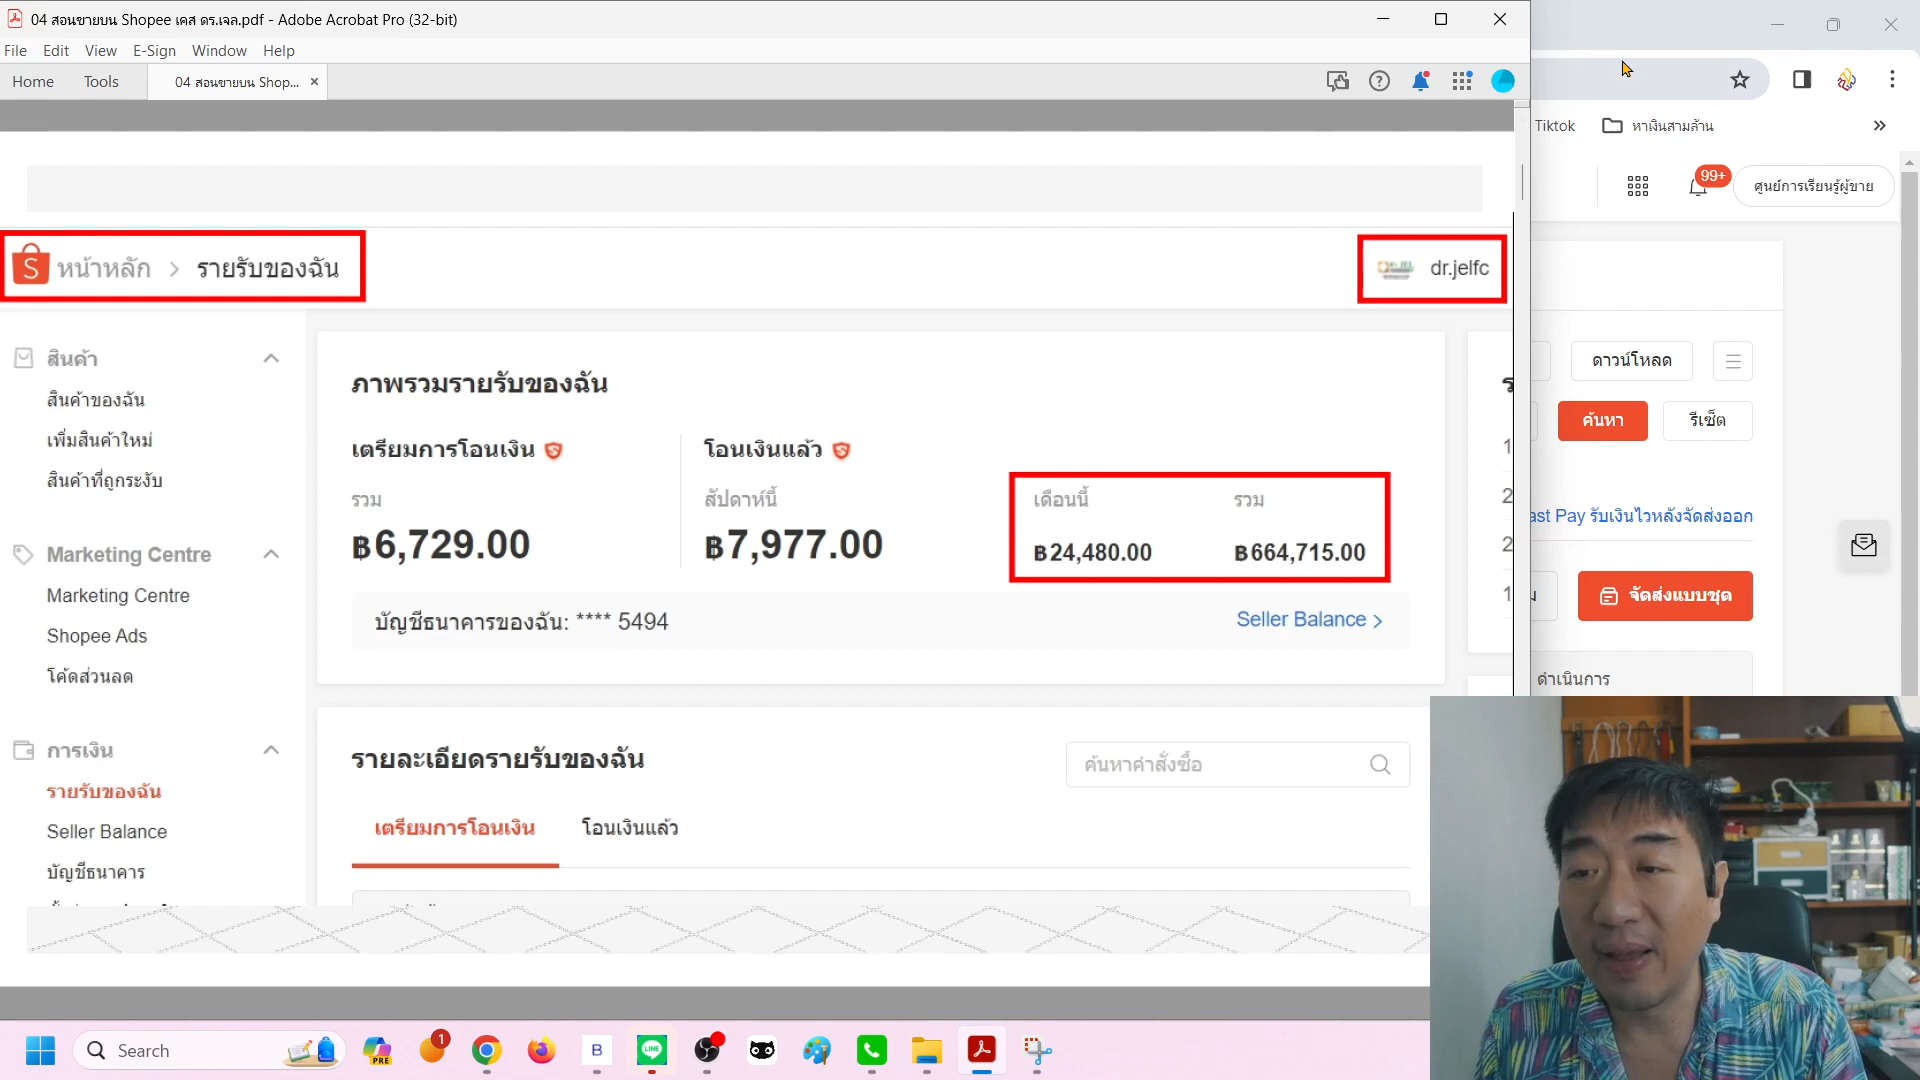 04 สอนขายบน Shopee เคส ดร.เจล.pdf - Adobe Acrobat Pro (32-bit)
File Edit View E-Sign Window Help
Home Tools 04 สอนขายบน Shop...
Tiktok หาเงินสามล้าน
99+ ศูนย์การเรียนรู้ผู้ขาย
หน้าหลัก > รายรับของฉัน
dr.jelfc
สินค้า
สินค้าของฉัน
เพิ่มสินค้าใหม่
สินค้าที่ถูกระงับ
Marketing Centre
Marketing Centre
Shopee Ads
โค้ดส่วนลด
การเงิน
รายรับของฉัน
Seller Balance
บัญชีธนาคาร
ภาพรวมรายรับของฉัน
เตรียมการโอนเงิน
รวม
฿6,729.00
โอนเงินแล้ว
สัปดาห์นี้
฿7,977.00
เดือนนี้ รวม
฿24,480.00 ฿664,715.00
บัญชีธนาคารของฉัน: **** 5494
Seller Balance >
รายละเอียดรายรับของฉัน
ค้นหาคำสั่งซื้อ
เตรียมการโอนเงิน โอนเงินแล้ว
ดาวน์โหลด
ค้นหา รีเซ็ต
ast Pay รับเงินไวหลังจัดส่งออก
จัดส่งแบบชุด
ดำเนินการ
Search
PRE
1
B
LINE